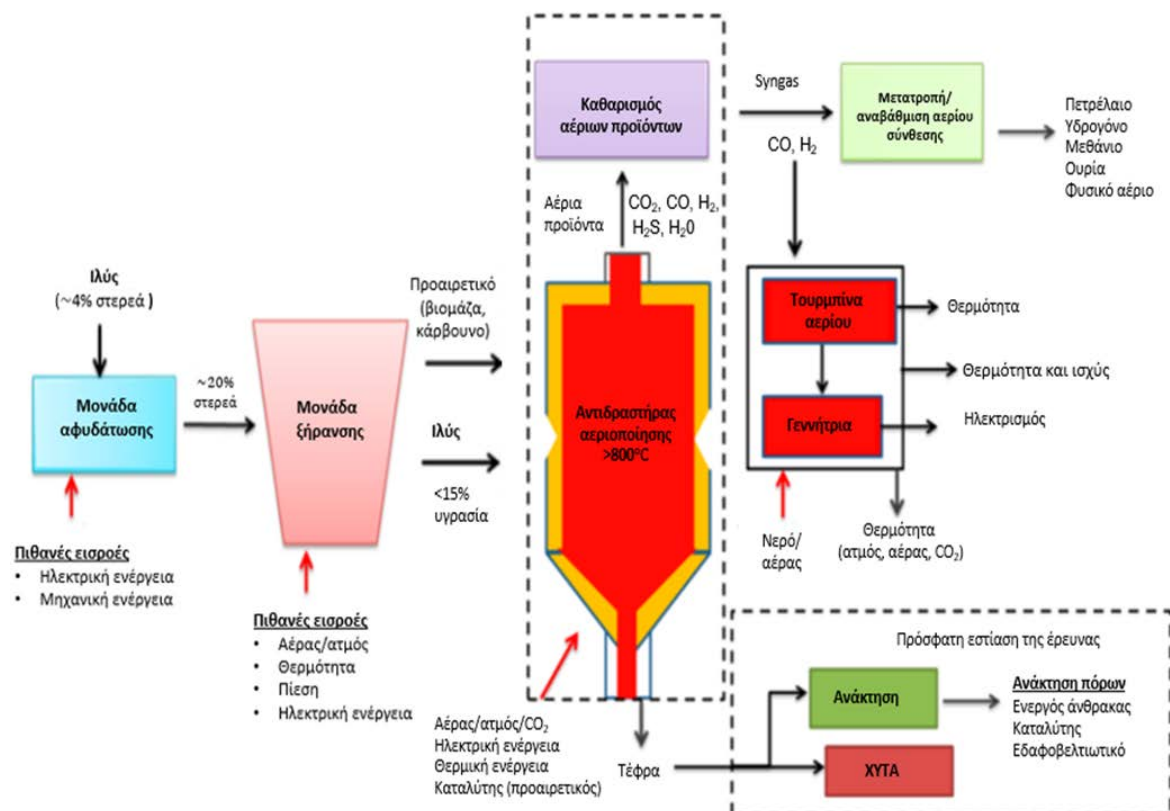 Ιλύς
(~4% στερεά )
Μονάδα
αφυδάτωσης
Πιθανές εισροές
• Ηλεκτρική ενέργεια
• Μηχανική ενέργεια
~20%
στερεά
Μονάδα
ξήρανσης
Πιθανές εισροές
• Αέρας/ατμός
• Θερμότητα
• Πίεση
• Ηλεκτρική ενέργεια
Προαιρετικό
(βιομάζα,
κάρβουνο)
Ιλύς
<15%
υγρασία
Καθαρισμός
αέριων προϊόντων
Αέρια
προϊόντα
CO₂, CO, H₂,
H₂S, H₂0
Αντιδραστήρας
αεριοποίησης
>800°C
Αέρας/ατμός/CO₂
Ηλεκτρική ενέργεια
Θερμική ενέργεια
Καταλύτης (προαιρετικός)
Τέφρα
Syngas
CO, H₂
Μετατροπή/
αναβάθμιση αερίου
σύνθεσης
Πετρέλαιο
Υδρογόνο
Μεθάνιο
Ουρία
Φυσικό αέριο
Τουρμπίνα
αερίου
Γεννήτρια
Θερμότητα
Θερμότητα και ισχύς
Ηλεκτρισμός
Νερό/
αέρας
Θερμότητα
(ατμός, αέρας, CO₂)
Πρόσφατη εστίαση της έρευνας
Ανάκτηση
ΧΥΤΑ
Ανάκτηση πόρων
Ενεργός άνθρακας
Καταλύτης
Εδαφοβελτιωτικό